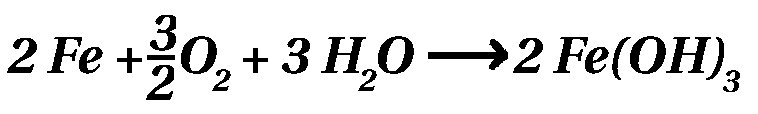 2 Fe + 3/2 O₂ + 3 H₂O ⟶ 2 Fe(OH)₃